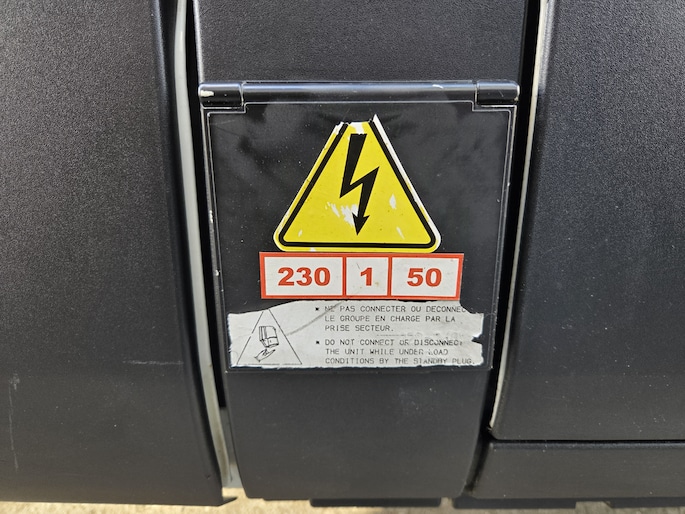 230 1 50
* NE PAS CONNECTER OU DECONNEC
LE GROUPE EN CHARGE PAR LA
PRISE SECTEUR.
* DO NOT CONNECT OR DISCONNECT
THE UNIT WHILE UNDER LOAD
CONDITIONS BY THE STANDBY PLUG.